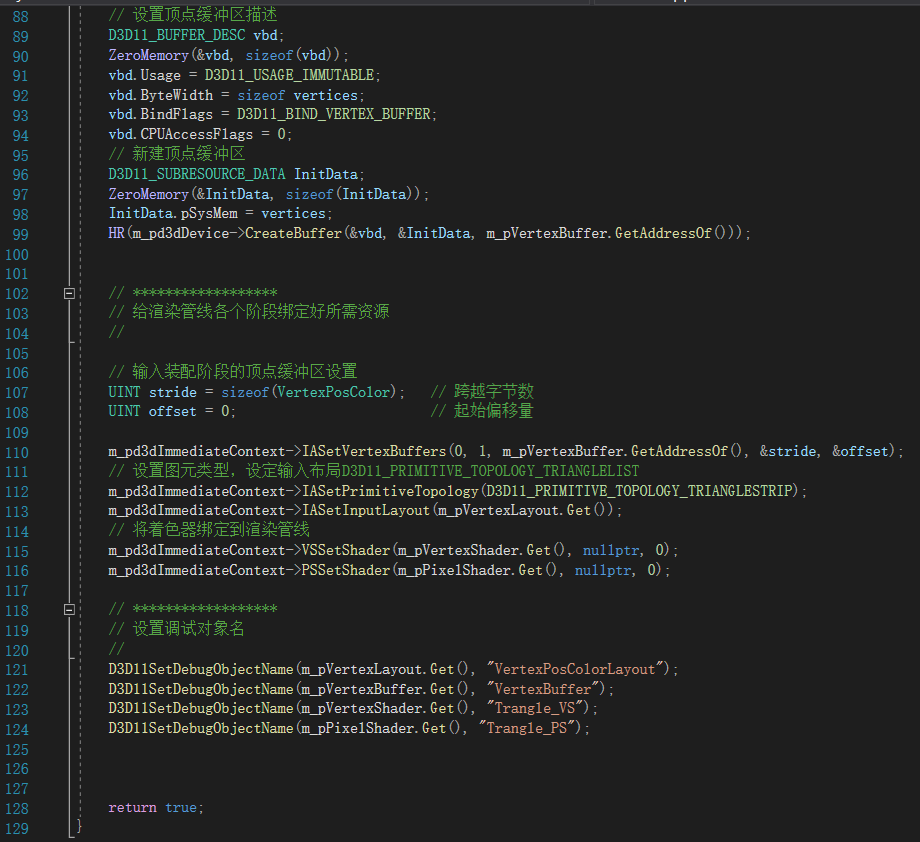 88 // 设置顶点缓冲区描述
89 D3D11_BUFFER_DESC vbd;
90 ZeroMemory(&vbd, sizeof(vbd));
91 vbd.Usage = D3D11_USAGE_IMMUTABLE;
92 vbd.ByteWidth = sizeof vertices;
93 vbd.BindFlags = D3D11_BIND_VERTEX_BUFFER;
94 vbd.CPUAccessFlags = 0;
95 // 新建顶点缓冲区
96 D3D11_SUBRESOURCE_DATA InitData;
97 ZeroMemory(&InitData, sizeof(InitData));
98 InitData.pSysMem = vertices;
99 HR(m_pd3dDevice->CreateBuffer(&vbd, &InitData, m_pVertexBuffer.GetAddressOf()));
100
101
102 // ******************
103 // 给渲染管线各个阶段绑定好所需资源
104 //
105
106 // 输入装配阶段的顶点缓冲区设置
107 UINT stride = sizeof(VertexPosColor); // 跨越字节数
108 UINT offset = 0; // 起始偏移量
109
110 m_pd3dImmediateContext->IASetVertexBuffers(0, 1, m_pVertexBuffer.GetAddressOf(), &stride, &offset);
111 // 设置图元类型，设定输入布局D3D11_PRIMITIVE_TOPOLOGY_TRIANGLELIST
112 m_pd3dImmediateContext->IASetPrimitiveTopology(D3D11_PRIMITIVE_TOPOLOGY_TRIANGLESTRIP);
113 m_pd3dImmediateContext->IASetInputLayout(m_pVertexLayout.Get());
114 // 将着色器绑定到渲染管线
115 m_pd3dImmediateContext->VSSetShader(m_pVertexShader.Get(), nullptr, 0);
116 m_pd3dImmediateContext->PSSetShader(m_pPixelShader.Get(), nullptr, 0);
117
118 // ******************
119 // 设置调试对象名
120 //
121 D3D11SetDebugObjectName(m_pVertexLayout.Get(), "VertexPosColorLayout");
122 D3D11SetDebugObjectName(m_pVertexBuffer.Get(), "VertexBuffer");
123 D3D11SetDebugObjectName(m_pVertexShader.Get(), "Trangle_VS");
124 D3D11SetDebugObjectName(m_pPixelShader.Get(), "Trangle_PS");
125
126
127
128 return true;
129 }